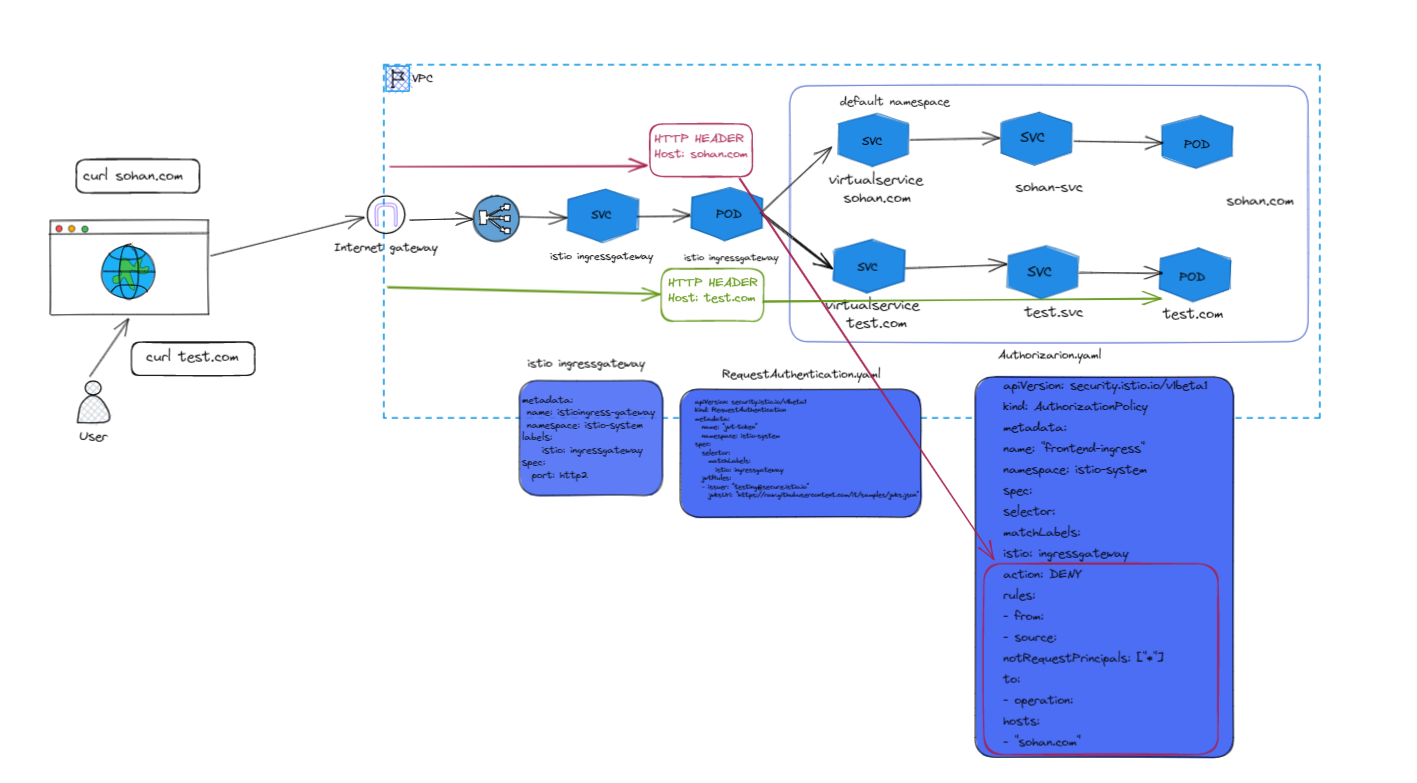 VPC
default namespace
HTTP HEADER
Host: sohan.com
curl sohan.com
SVC
SVC
POD
virtualservice
sohan.com
sohan-svc
sohan.com
SVC
POD
Internet gateway
istio ingressgateway
istio ingressgateway
SVC
SVC
POD
HTTP HEADER
Host: test.com
virtualservice
test.com
test.svc
test.com
curl test.com
User
istio ingressgateway
metadata:
name: istioingress-gateway
namespace: istio-system
labels:
istio: ingressgateway
spec:
port: http2
RequestAuthentication.yaml
apiVersion: security.istio.io/v1beta1
kind: RequestAuthentication
metadata:
name: "jwt-token"
namespace: istio-system
spec:
selector:
matchLabels:
istio: ingressgateway
jwtRules:
- issuer: "testing@secure.istio.io"
jwksUri: "https://raw.githubusercontent.com/it/samples/jwks.json"
Authorizarion.yaml
apiVersion: security.istio.io/v1beta1
kind: AuthorizationPolicy
metadata:
name: "frontend-ingress"
namespace: istio-system
spec:
selector:
matchLabels:
istio: ingressgateway
action: DENY
rules:
- from:
- source:
notRequestPrincipals: ["*"]
to:
- operation:
hosts:
- "sohan.com"